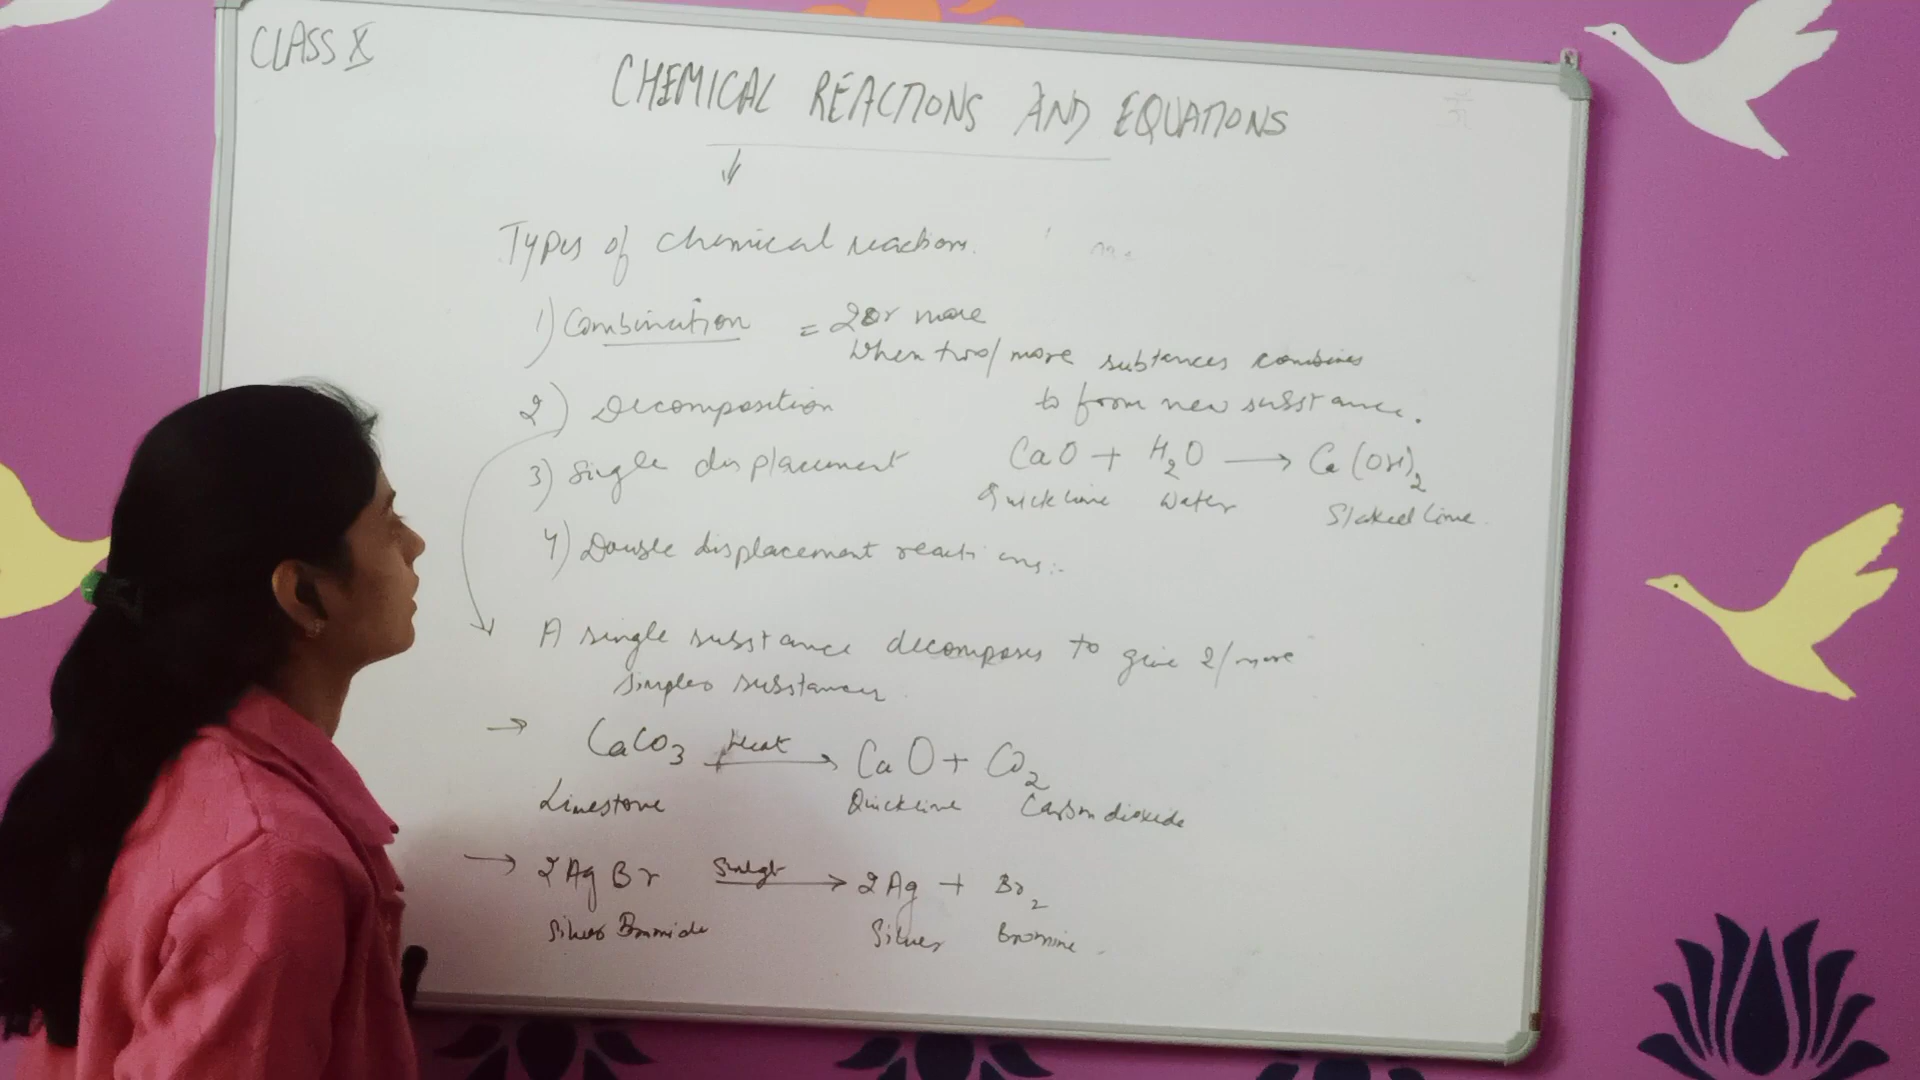 CLASS X
CHEMICAL REACTIONS AND EQUATIONS
Types of chemical reactions.
1) Combination = 2 or more
When two/more substances combines
to form new substance.
2) Decomposition
3) Single displacement
CaO + H2O → Ca(OH)2
Quick lime Water Slaked lime
4) Double displacement reactions:-
A single substance decomposes to give 2/more
simpler substances.
→ CaCO3 Heat → CaO + CO2
Limestone Quicklime Carbon dioxide
→ 2AgBr → 2Ag + Br2
Silver Bromide Silver Bromine